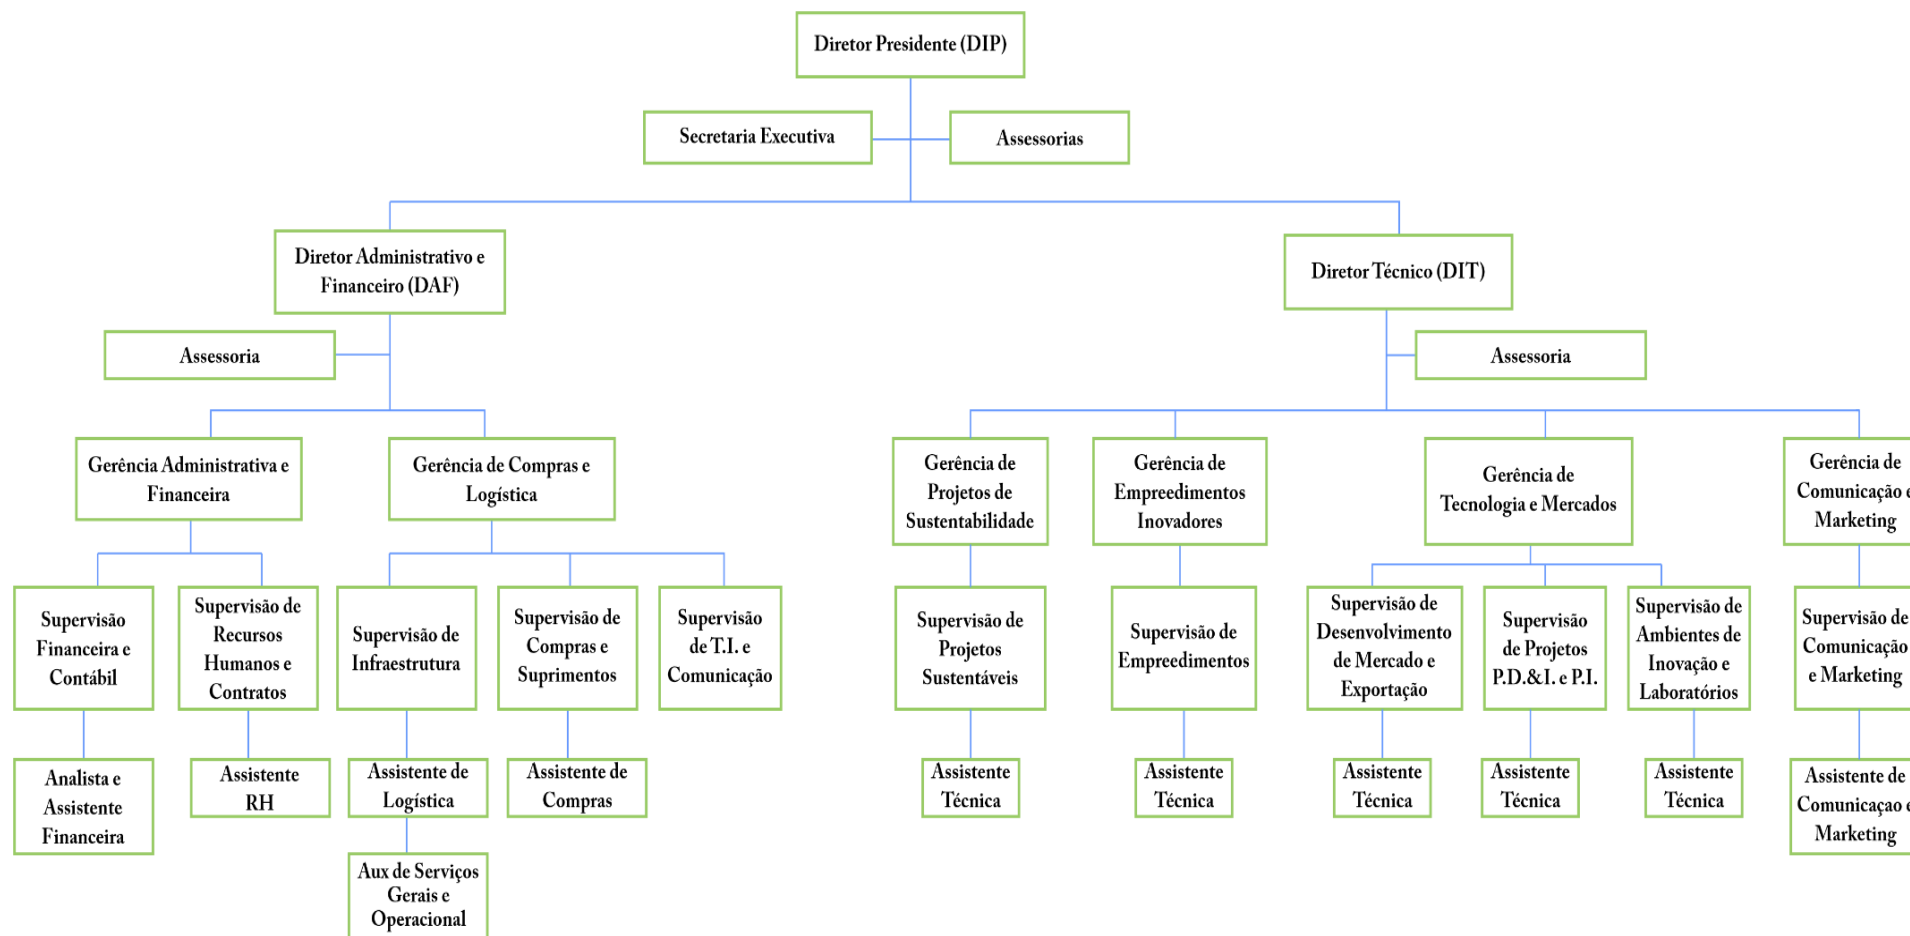 Diretor Presidente (DIP)
Secretaria Executiva
Assessorias
Diretor Administrativo e
Financeiro (DAF)
Diretor Técnico (DIT)
Assessoria
Assessoria
Gerência Administrativa e
Financeira
Gerência de Compras e
Logística
Gerência de
Projetos de
Sustentabilidade
Gerência de
Empreedimentos
Inovadores
Gerência de
Tecnologia e Mercados
Gerência de
Comunicação e
Marketing
Supervisão
Financeira e
Contábil
Supervisão de
Recursos
Humanos e
Contratos
Supervisão de
Infraestrutura
Supervisão de
Compras e
Suprimentos
Supervisão
de T.I. e
Comunicação
Supervisão de
Projetos
Sustentáveis
Supervisão de
Empreedimentos
Supervisão de
Desenvolvimento
de Mercado e
Exportação
Supervisão
de Projetos
P.D.&I. e P.I.
Supervisão de
Ambientes de
Inovação e
Laboratórios
Supervisão de
Comunicação
e Marketing
Analista e
Assistente
Financeira
Assistente
RH
Assistente de
Logística
Assistente de
Compras
Assistente
Técnica
Assistente
Técnica
Assistente
Técnica
Assistente
Técnica
Assistente
Técnica
Assistente de
Comunicaçao e
Marketing
Aux de Serviços
Gerais e
Operacional